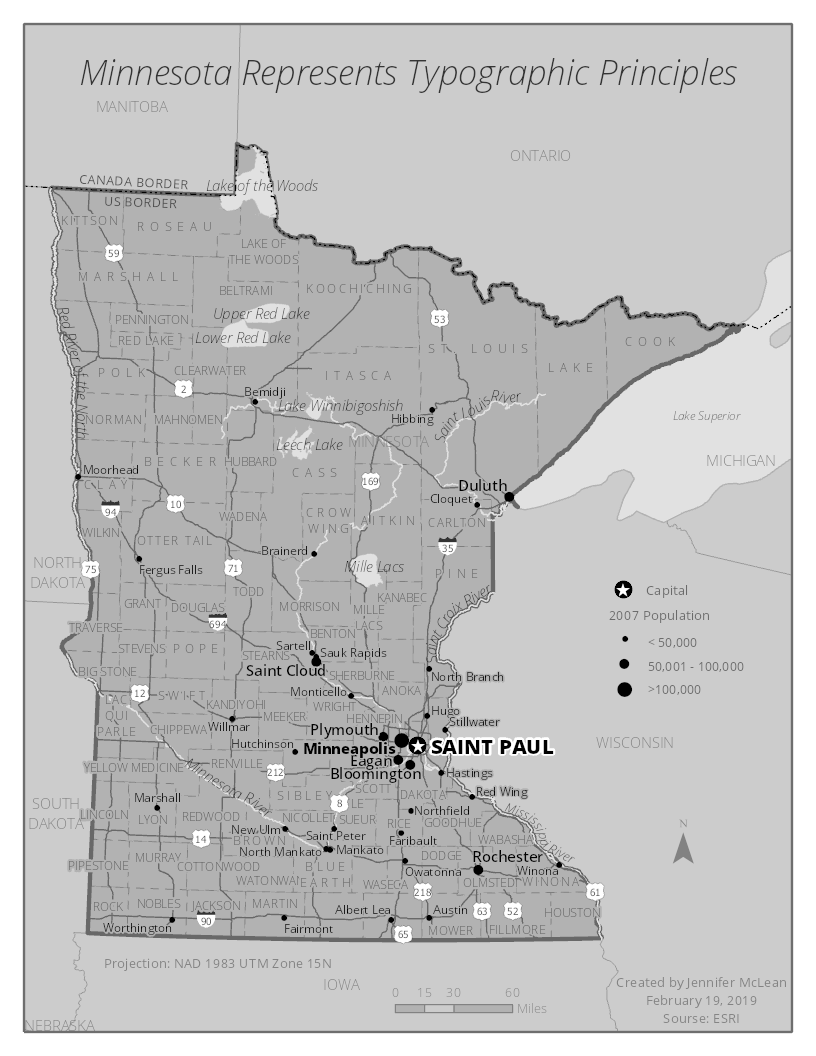 Minnesota Represents Typographic Principles
MANITOBA
ONTARIO
CANADA BORDER
US BORDER
Lake of the Woods
KITTSON
ROSEAU
LAKE OF
THE WOODS
59
MARSHALL
BELTRAMI
KOOCHICHING
PENNINGTON
Upper Red Lake
53
Red River of the North
RED LAKE
Lower Red Lake
ST LOUIS
COOK
LAKE
POLK
CLEARWATER
ITASCA
2
Bemidji
Lake Winnibigoshish
Saint Louis River
Hibbing
Lake Superior
NORMAN
MAHNOMEN
Leech Lake
MINNESOTA
MICHIGAN
BECKER
HUBBARD
CASS
Moorhead
CLAY
169
Duluth
Cloquet
94
10
WADENA
CROW
WING
AITKIN
CARLTON
WILKIN
OTTER TAIL
35
Brainerd
NORTH
DAKOTA
75
Fergus Falls
71
Mille Lacs
PINE
TODD
KANABEC
Capital
GRANT
DOUGLAS
MORRISON
MILLE
LACS
Saint Croix River
2007 Population
TRAVERSE
694
BENTON
< 50,000
STEVENS
POPE
STEARNS
Sartell
Sauk Rapids
50,001 - 100,000
BIG STONE
Saint Cloud
SHERBURNE
North Branch
>100,000
12
SWIFT
Monticello
ANOKA
LAC
QUI
PARLE
KANDIYOHI
WRIGHT
MEEKER
HENNEPIN
Hugo
Stillwater
CHIPPEWA
Willmar
Plymouth
WISCONSIN
Hutchinson
Minneapolis
SAINT PAUL
YELLOW MEDICINE
RENVILLE
212
Eagan
Bloomington
Hastings
Minnesota River
SCOTT
DAKOTA
Red Wing
SOUTH
DAKOTA
Marshall
SIBLEY
LE
SUEUR
8
Northfield
Mississippi River
LINCOLN
LYON
REDWOOD
NICOLLET
RICE
GOODHUE
N
14
New Ulm
BROWN
Saint Peter
Faribault
WABASHA
North Mankato
Mankato
PIPESTONE
MURRAY
COTTONWOOD
BLUE
EARTH
DODGE
Rochester
Owatonna
Winona
WATONWAN
WASECA
OLMSTED
WINONA
218
61
ROCK
NOBLES
JACKSON
MARTIN
Albert Lea
Austin
63
52
HOUSTON
Worthington
90
Fairmont
65
MOWER
FILLMORE
Projection: NAD 1983 UTM Zone 15N
IOWA
0 15 30 60
Miles
Created by Jennifer McLean
February 19, 2019
Sourse: ESRI
NEBRASKA